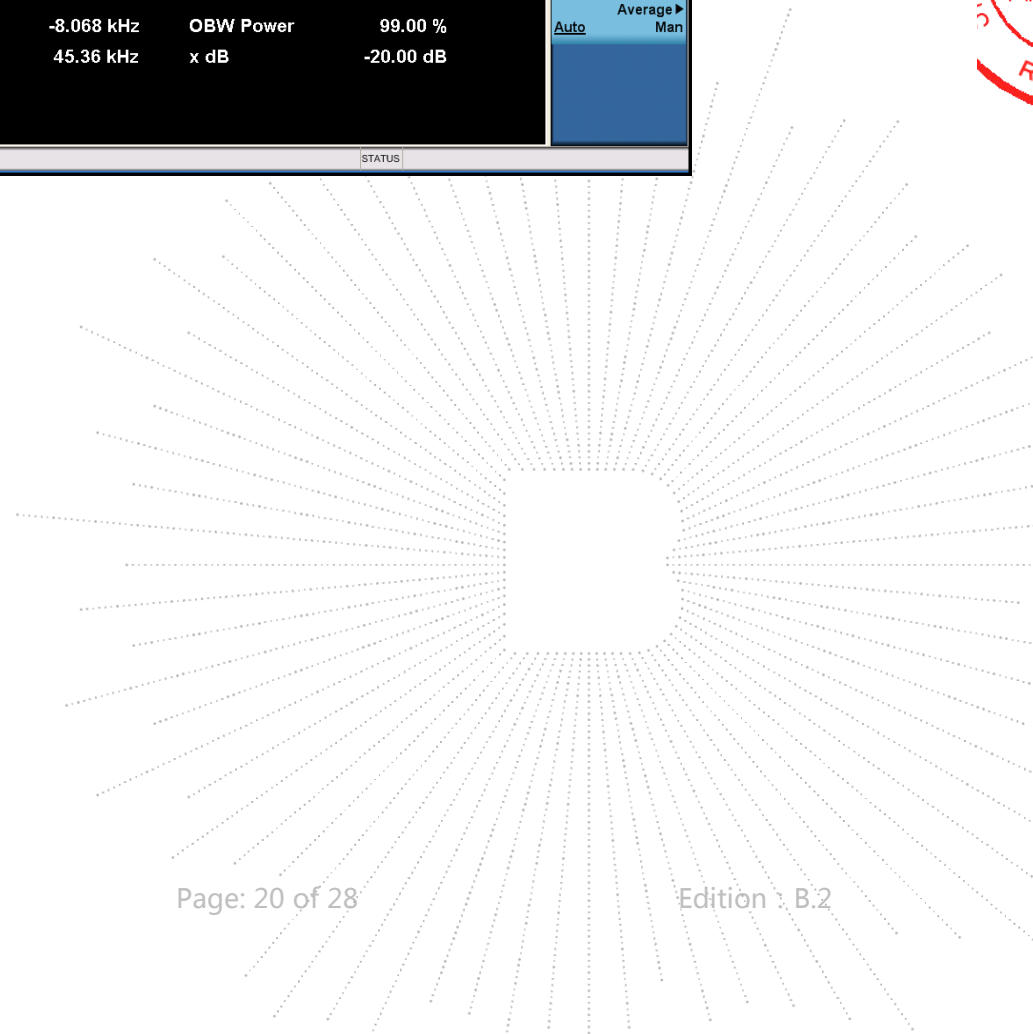 -8.068 kHz OBW Power 99.00 %
45.36 kHz x dB -20.00 dB
Average
Auto Man
STATUS
Page: 20 of 28 Edition : B.2